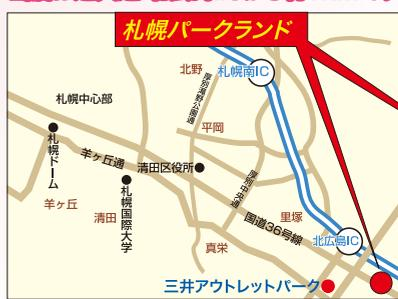 札幌パークランド
北野
札幌南IC
厚別滝野公園通
札幌中心部
平岡
札幌ドーム
羊ヶ丘通
清田区役所
厚別中央通
羊ヶ丘
清田
札幌国際大学
国道36号線
里塚
北広島IC
真栄
三井アウトレットパーク